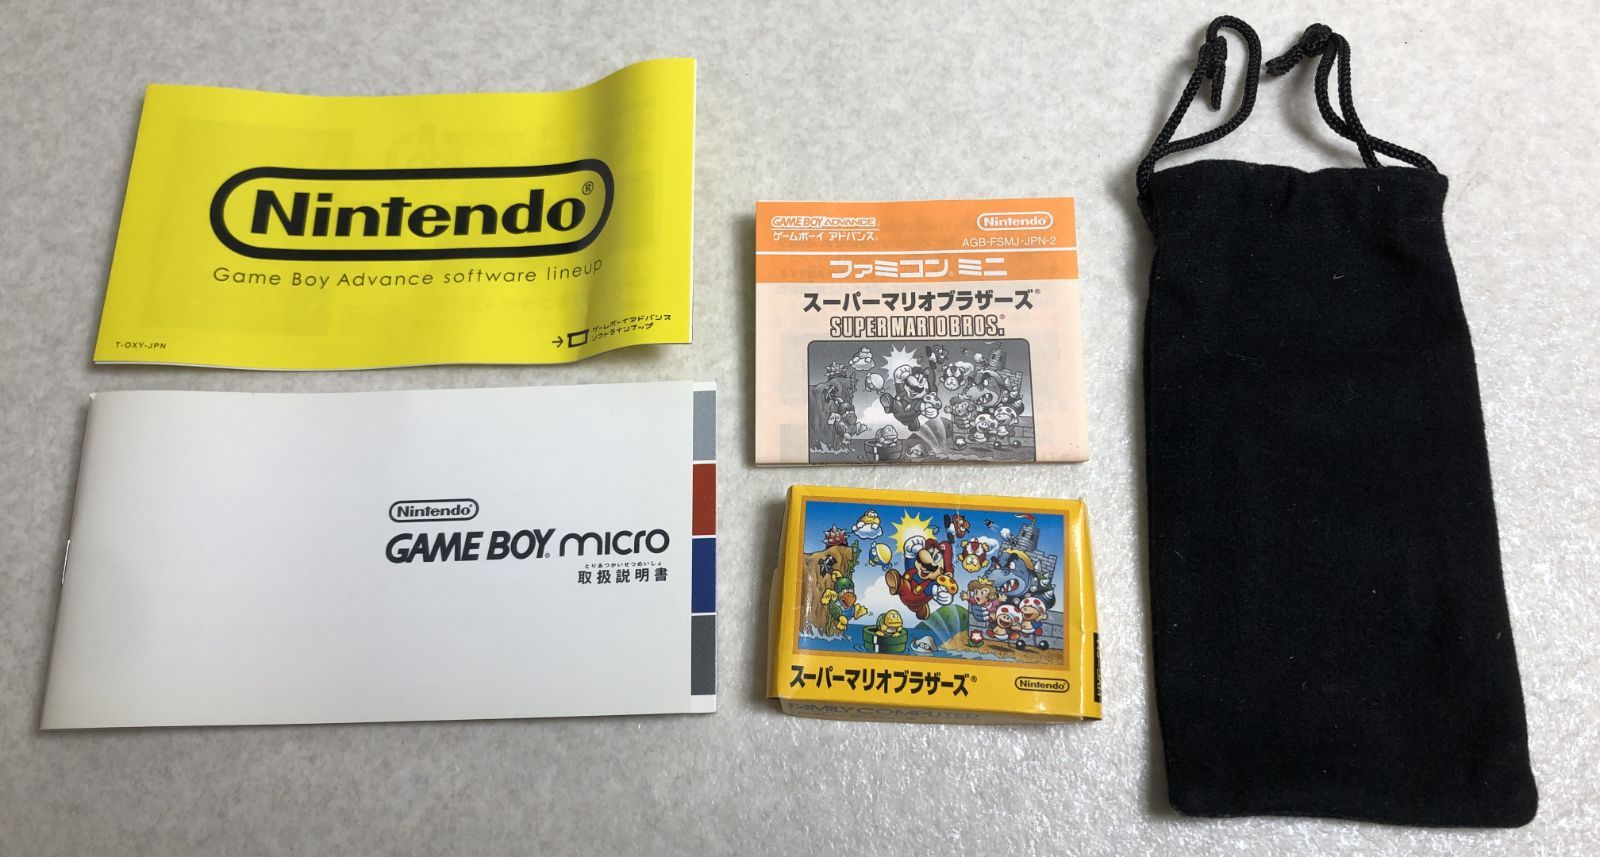 Nintendo®
Game Boy Advance software lineup
T-OXY-JPN
ゲームボーイアドバンス
ソフトラインナップ
Nintendo®
GAME BOY® micro
とりあつかいせつめいしょ
取扱説明書
GAME BOY ADVANCE
ゲームボーイ アドバンス®
Nintendo®
AGB-FSMJ-JPN-2
ファミコン®ミニ
スーパーマリオブラザーズ®
SUPER MARIO BROS.®
スーパーマリオブラザーズ®
Nintendo®
FAMILY COMPUTER